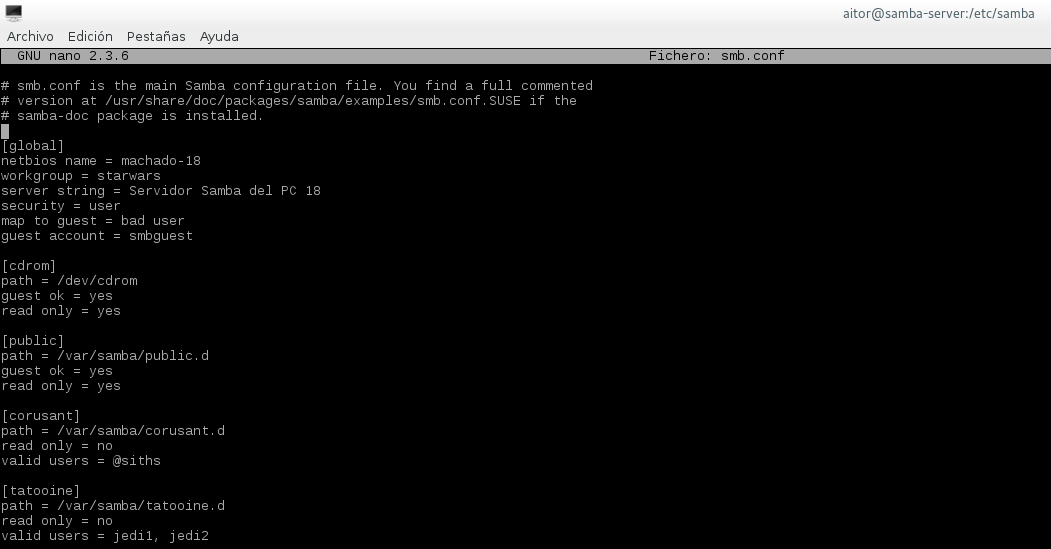 aitor@samba-server:/etc/samba
Archivo Edición Pestañas Ayuda
GNU nano 2.3.6 Fichero: smb.conf
# smb.conf is the main Samba configuration file. You find a full commented
# version at /usr/share/doc/packages/samba/examples/smb.conf.SUSE if the
# samba-doc package is installed.
[global]
netbios name = machado-18
workgroup = starwars
server string = Servidor Samba del PC 18
security = user
map to guest = bad user
guest account = smbguest
[cdrom]
path = /dev/cdrom
guest ok = yes
read only = yes
[public]
path = /var/samba/public.d
guest ok = yes
read only = yes
[corusant]
path = /var/samba/corusant.d
read only = no
valid users = @siths
[tatooine]
path = /var/samba/tatooine.d
read only = no
valid users = jedi1, jedi2